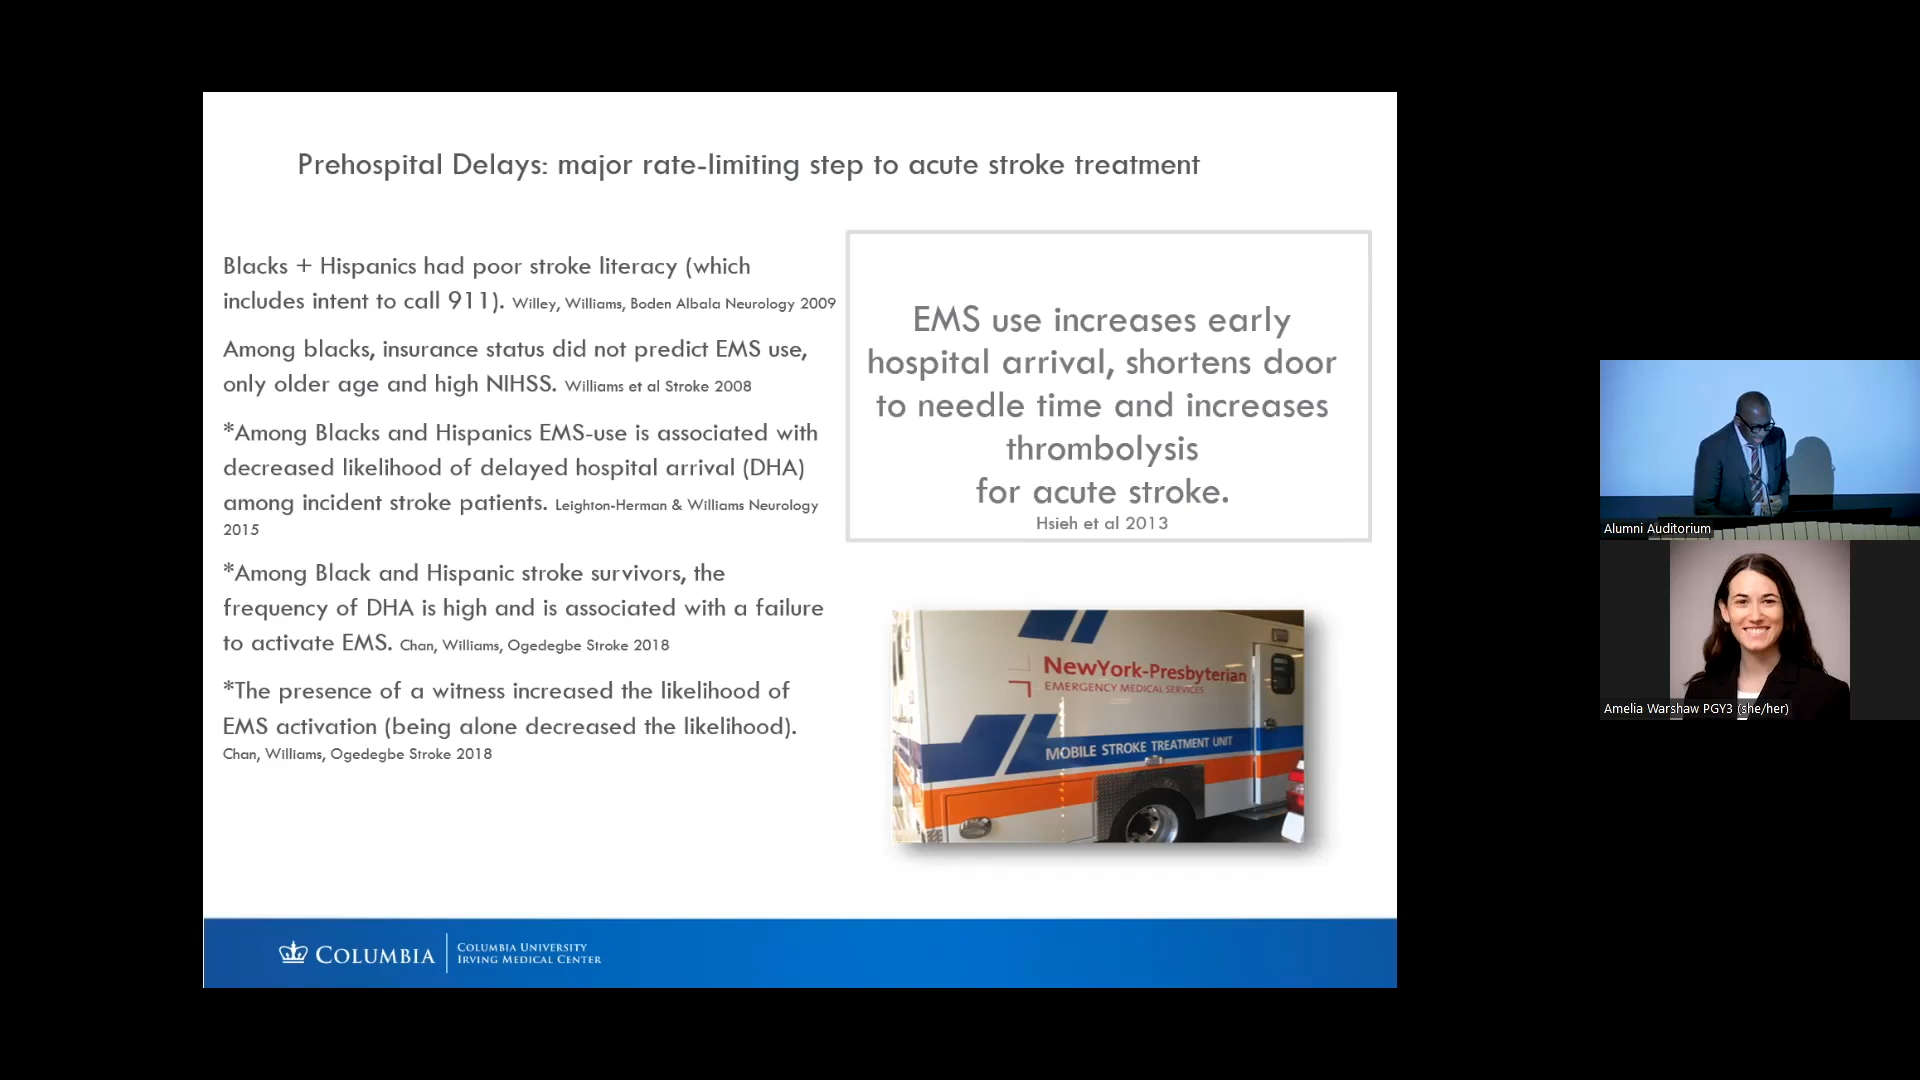 Prehospital Delays: major rate-limiting step to acute stroke treatment
Blacks + Hispanics had poor stroke literacy (which
includes intent to call 911). Willey, Williams, Boden Albala Neurology 2009
Among blacks, insurance status did not predict EMS use,
only older age and high NIHSS. Williams et al Stroke 2008
*Among Blacks and Hispanics EMS-use is associated with
decreased likelihood of delayed hospital arrival (DHA)
among incident stroke patients. Leighton-Herman & Williams Neurology
2015
*Among Black and Hispanic stroke survivors, the
frequency of DHA is high and is associated with a failure
to activate EMS. Chan, Williams, Ogedegbe Stroke 2018
*The presence of a witness increased the likelihood of
EMS activation (being alone decreased the likelihood).
Chan, Williams, Ogedegbe Stroke 2018
EMS use increases early
hospital arrival, shortens door
to needle time and increases
thrombolysis
for acute stroke.
Hsieh et al 2013
NewYork-Presbyterian
EMERGENCY MEDICAL SERVICES
MOBILE STROKE TREATMENT UNIT
COLUMBIA
COLUMBIA UNIVERSITY
IRVING MEDICAL CENTER
Alumni Auditorium
Amelia Warshaw PGY3 (she/her)